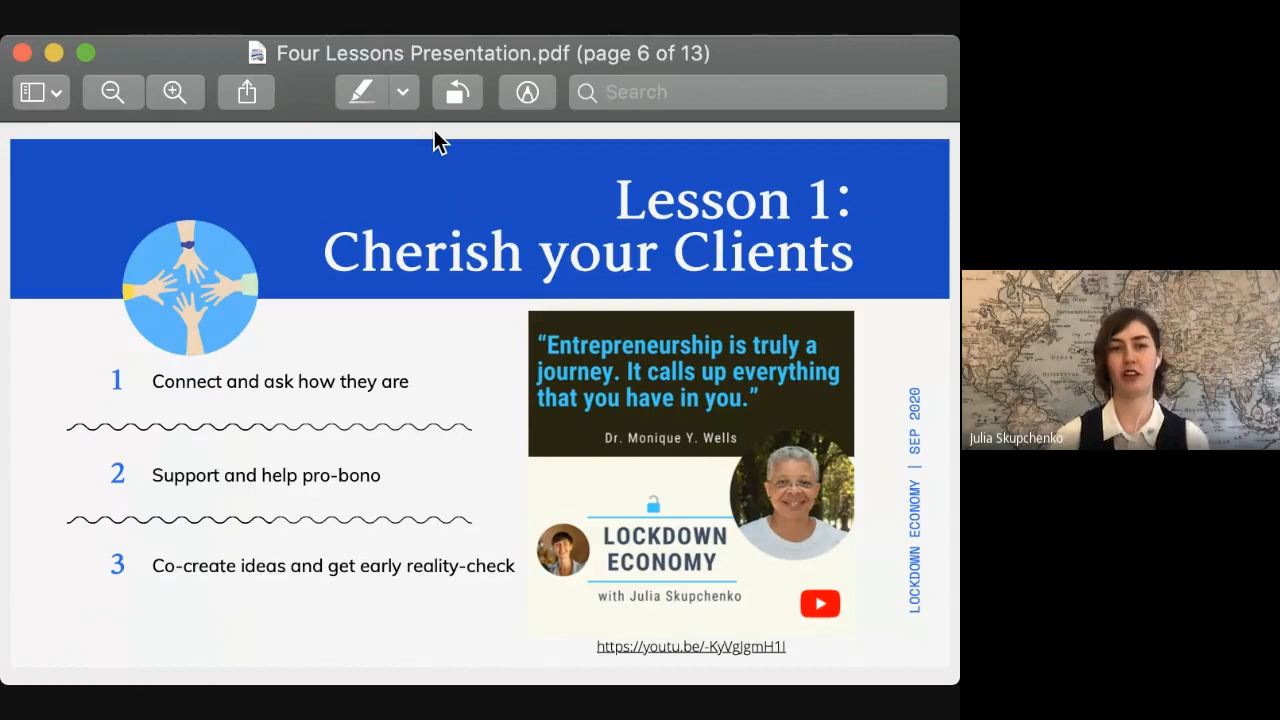 Four Lessons Presentation.pdf (page 6 of 13)
Search
Lesson 1:
Cherish your Clients
1 Connect and ask how they are
2 Support and help pro-bono
3 Co-create ideas and get early reality-check
“Entrepreneurship is truly a
journey. It calls up everything
that you have in you.”
Dr. Monique Y. Wells
LOCKDOWN
ECONOMY
with Julia Skupchenko
https://youtu.be/-KyVgJgmH1I
LOCKDOWN ECONOMY | SEP 2020
Julia Skupchenko